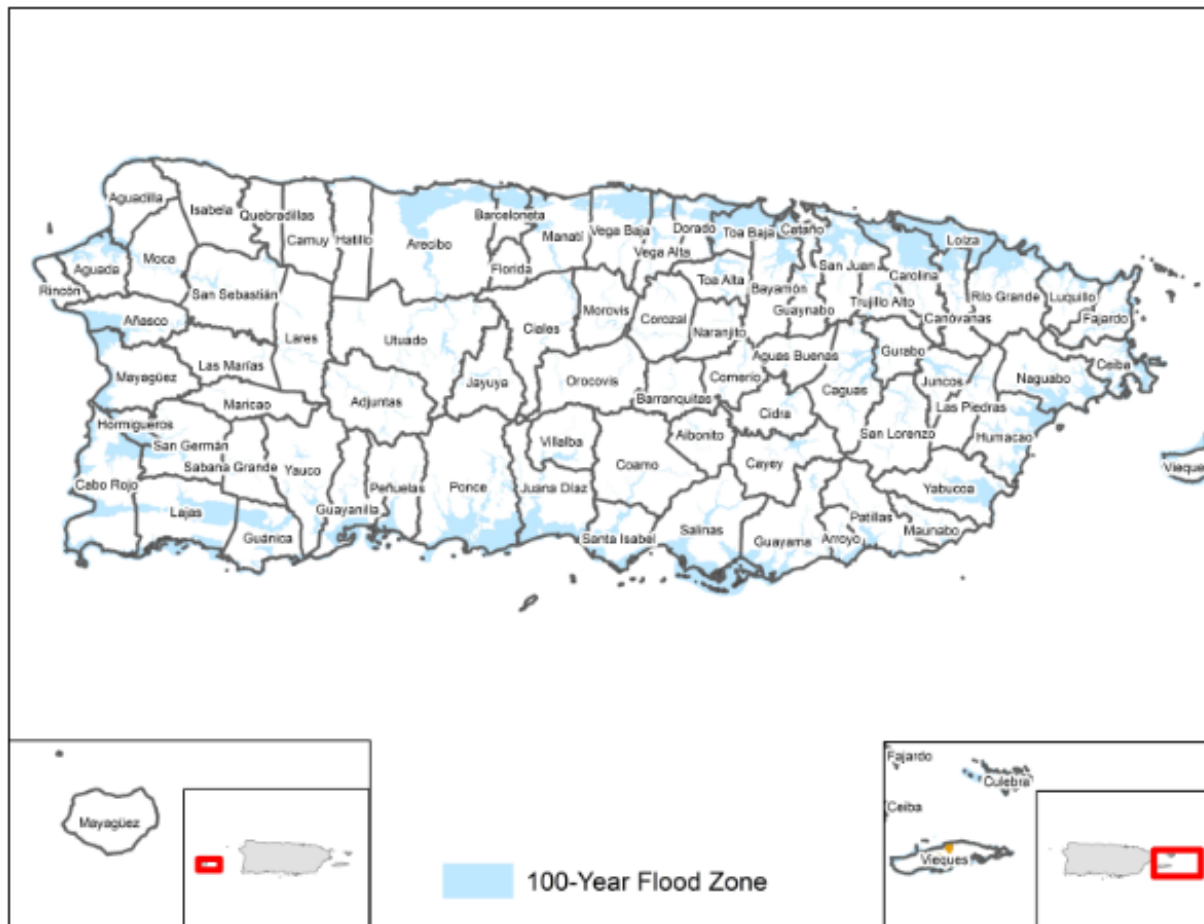 Aguadilla
Isabela
Quebradillas
Camuy
Hatillo
Arecibo
Barceloneta
Manatí
Vega Baja
Dorado
Toa Baja
Cataño
Loíza
Moca
Aguada
Rincón
San Sebastián
Florida
Vega Alta
Toa Alta
Bayamón
San Juan
Carolina
Trujillo Alto
Guaynabo
Canóvanas
Río Grande
Luquillo
Fajardo
Añasco
Lares
Utuado
Ciales
Morovis
Corozal
Naranjito
Aguas Buenas
Gurabo
Ceiba
Mayagüez
Las Marías
Maricao
Adjuntas
Jayuya
Orocovis
Barranquitas
Comerío
Cidra
Caguas
Juncos
Las Piedras
Naguabo
Hormigueros
San Germán
Sabana Grande
Yauco
Villalba
Aibonito
Coamo
Cayey
San Lorenzo
Humacao
Vieques
Cabo Rojo
Lajas
Guánica
Guayanilla
Peñuelas
Ponce
Juana Díaz
Santa Isabel
Salinas
Guayama
Arroyo
Patillas
Maunabo
Yabucoa
Mayagüez
100-Year Flood Zone
Fajardo
Culebra
Ceiba
Vieques